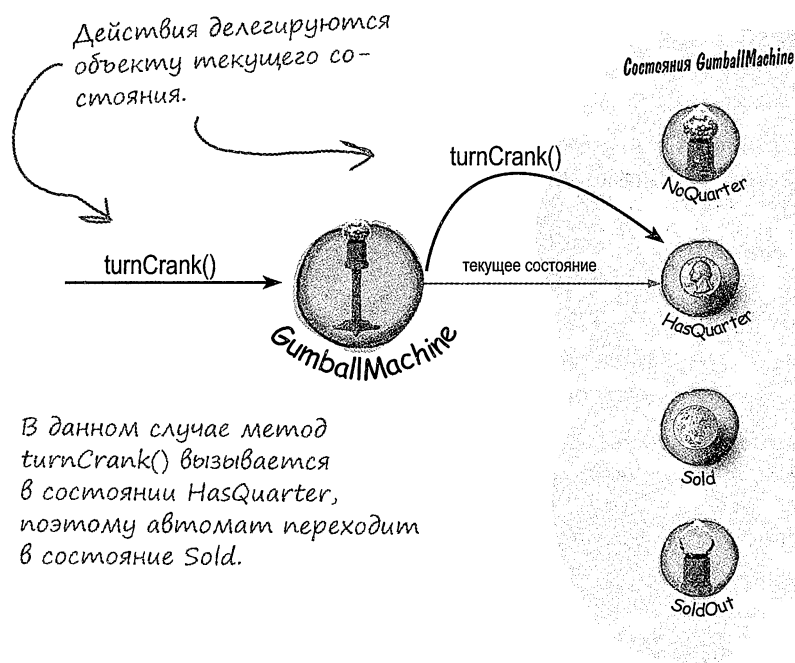 Действия делегируются
объекту текущего со-
стояния.
Состояния GumballMachine
turnCrank()
NoQuarter
turnCrank()
текущее состояние
GumballMachine
HasQuarter
В данном случае метод
turnCrank() вызывается
в состоянии HasQuarter,
поэтому автомат переходит
в состояние Sold.
Sold
SoldOut